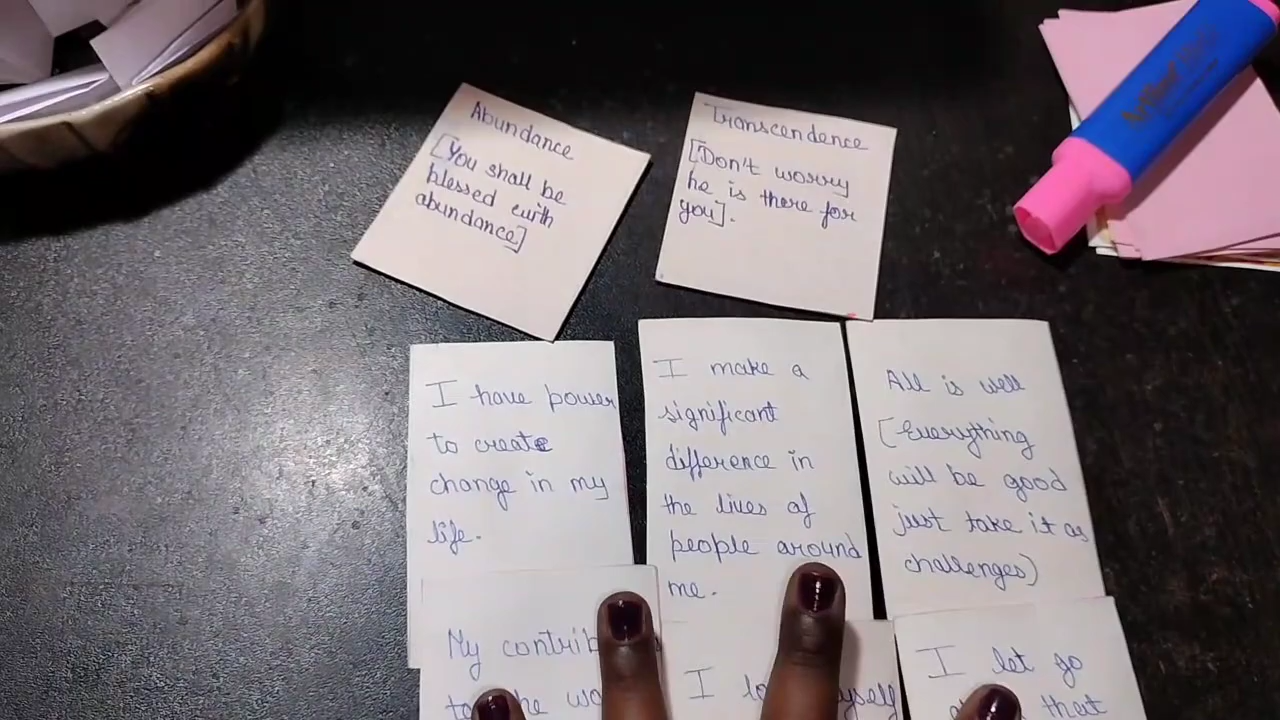 Abundance
[You shall be
blessed with
abundance]
Transcendence
[Don't worry
he is there for
you].
I have power
to create
change in my
life.
I make a
significant
difference in
the lives of
people around
me.
All is well
[Everything
will be good
just take it as
challenges)
My
I
I let go
that